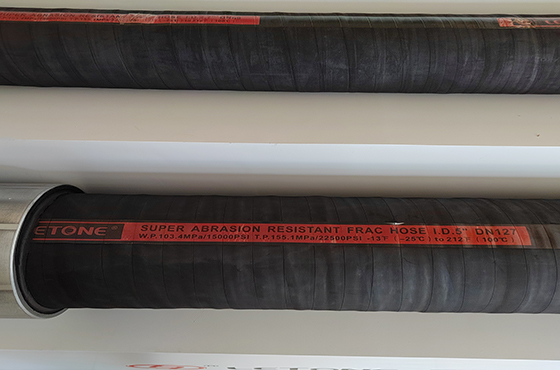 ETONE®
SUPER ABRASION RESISTANT FRAC HOSE I.D.5" DN127
W.P.103.4MPa/15000PSI T.P.155.1MPa/22500PSI -13℉ (-25℃) to 212℉ (100℃)
LETONE